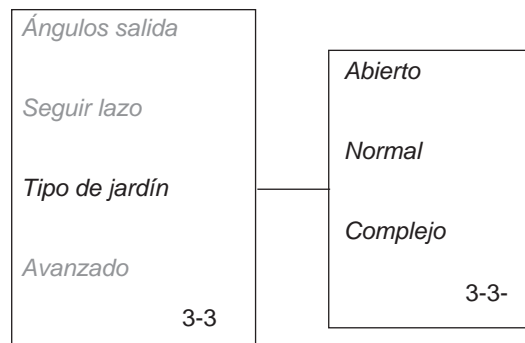 Ángulos salida
Seguir lazo
Tipo de jardín
Avanzado
3-3
Abierto
Normal
Complejo
3-3-